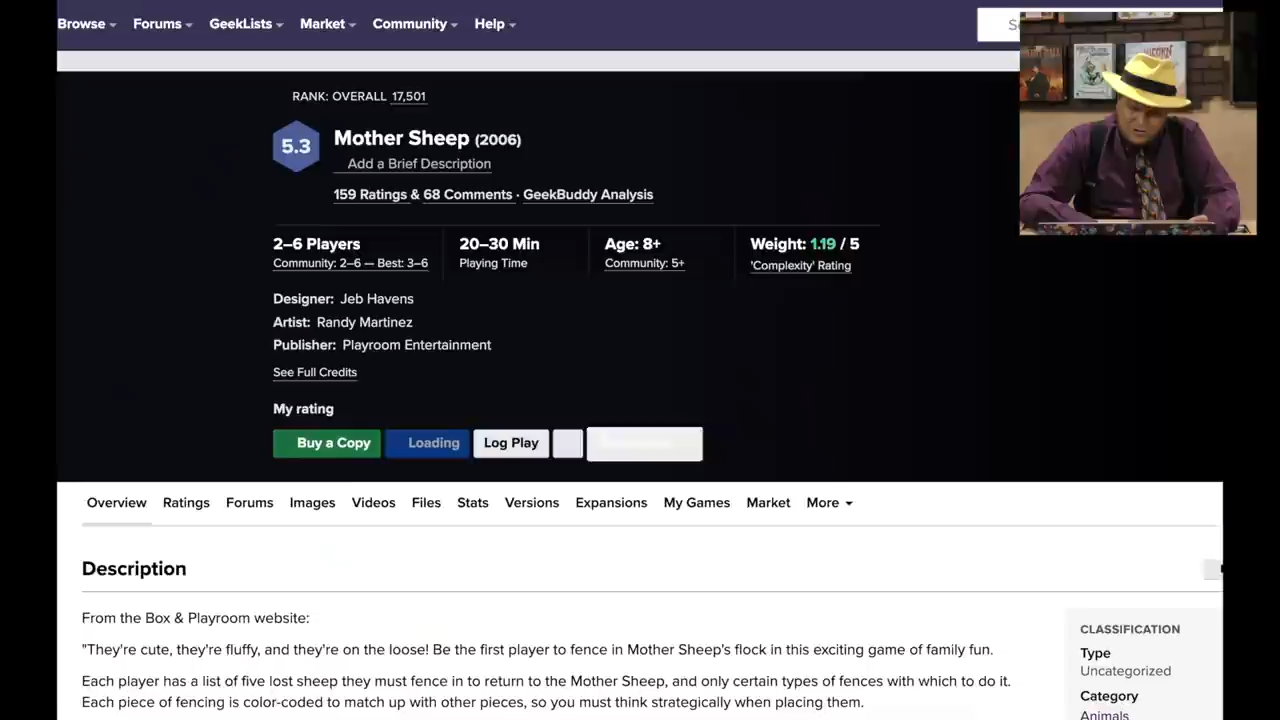 Browse Forums GeekLists Market Community Help
RANK: OVERALL 17,501
5.3
Mother Sheep (2006)
Add a Brief Description
159 Ratings & 68 Comments · GeekBuddy Analysis
2–6 Players 20–30 Min Age: 8+ Weight: 1.19 / 5
Community: 2–6 — Best: 3–6 Playing Time Community: 5+ 'Complexity' Rating
Designer: Jeb Havens
Artist: Randy Martinez
Publisher: Playroom Entertainment
See Full Credits
My rating
Buy a Copy Loading Log Play
Overview Ratings Forums Images Videos Files Stats Versions Expansions My Games Market More
Description
From the Box & Playroom website:
"They're cute, they're fluffy, and they're on the loose! Be the first player to fence in Mother Sheep's flock in this exciting game of family fun.
Each player has a list of five lost sheep they must fence in to return to the Mother Sheep, and only certain types of fences with which to do it.
Each piece of fencing is color-coded to match up with other pieces, so you must think strategically when placing them.
CLASSIFICATION
Type
Uncategorized
Category
Animals